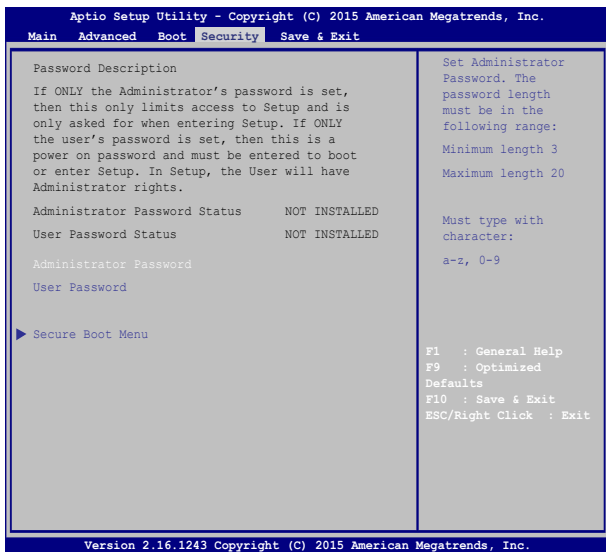 Aptio Setup Utility - Copyright (C) 2015 American Megatrends, Inc.
Main Advanced Boot Security Save & Exit
Password Description
If ONLY the Administrator's password is set,
then this only limits access to Setup and is
only asked for when entering Setup. If ONLY
the user's password is set, then this is a
power on password and must be entered to boot
or enter Setup. In Setup, the User will have
Administrator rights.
Administrator Password Status NOT INSTALLED
User Password Status NOT INSTALLED
Administrator Password
User Password
Secure Boot Menu
Set Administrator
Password. The
password length
must be in the
following range:
Minimum length 3
Maximum length 20
Must type with
character:
a-z, 0-9
F1 : General Help
F9 : Optimized
Defaults
F10 : Save & Exit
ESC/Right Click : Exit
Version 2.16.1243 Copyright (C) 2015 American Megatrends, Inc.